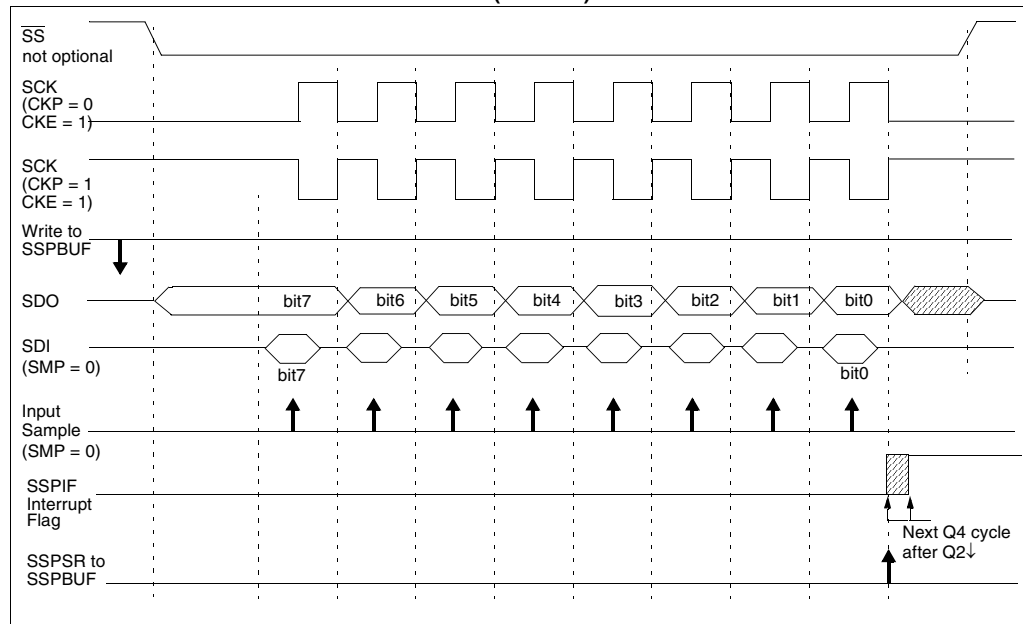 SS
not optional
SCK
(CKP = 0
CKE = 1)
SCK
(CKP = 1
CKE = 1)
Write to
SSPBUF
SDO
bit7 bit6 bit5 bit4 bit3 bit2 bit1 bit0
SDI
(SMP = 0)
bit7 bit0
Input
Sample
(SMP = 0)
SSPIF
Interrupt
Flag
Next Q4 cycle
after Q2↓
SSPSR to
SSPBUF